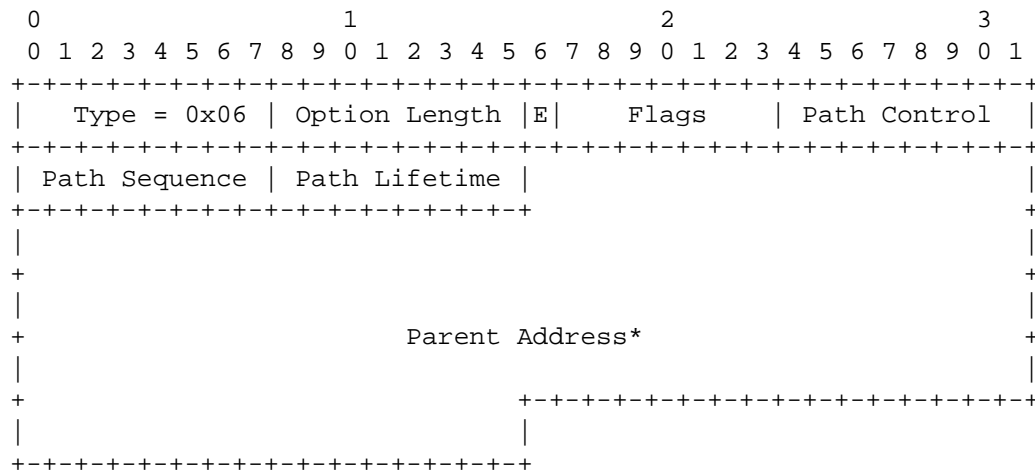 0                   1                   2                   3
 0 1 2 3 4 5 6 7 8 9 0 1 2 3 4 5 6 7 8 9 0 1 2 3 4 5 6 7 8 9 0 1
+-+-+-+-+-+-+-+-+-+-+-+-+-+-+-+-+-+-+-+-+-+-+-+-+-+-+-+-+-+-+-+-+
|   Type = 0x06 | Option Length |E|    Flags    | Path Control  |
+-+-+-+-+-+-+-+-+-+-+-+-+-+-+-+-+-+-+-+-+-+-+-+-+-+-+-+-+-+-+-+-+
| Path Sequence | Path Lifetime |                               |
+-+-+-+-+-+-+-+-+-+-+-+-+-+-+-+-+                               +
|                                                               |
+                                                               +
|                                                               |
+                        Parent Address*                        +
|                                                               |
+                               +-+-+-+-+-+-+-+-+-+-+-+-+-+-+-+-+
|                               |
+-+-+-+-+-+-+-+-+-+-+-+-+-+-+-+-+